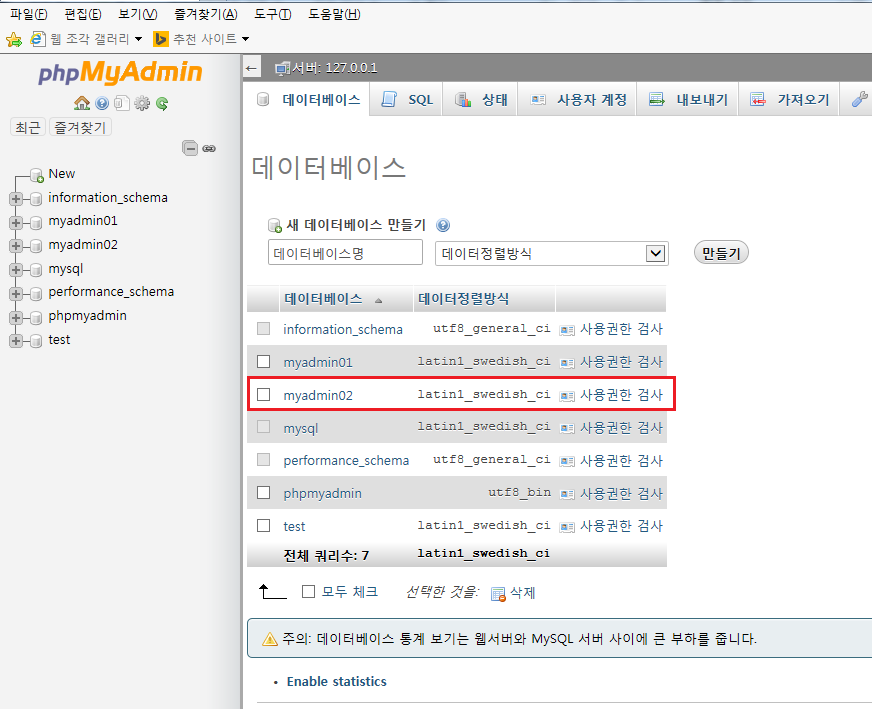 파일(F) 편집(E) 보기(V) 즐겨찾기(A) 도구(T) 도움말(H)
웹 조각 갤러리 추천 사이트
phpMyAdmin
최근 즐겨찾기
New
information_schema
myadmin01
myadmin02
mysql
performance_schema
phpmyadmin
test
← 서버: 127.0.0.1
데이터베이스 SQL 상태 사용자 계정 내보내기 가져오기
데이터베이스
새 데이터베이스 만들기
데이터베이스명 데이터정렬방식 만들기
데이터베이스 데이터정렬방식
information_schema utf8_general_ci 사용권한 검사
myadmin01 latin1_swedish_ci 사용권한 검사
myadmin02 latin1_swedish_ci 사용권한 검사
mysql latin1_swedish_ci 사용권한 검사
performance_schema utf8_general_ci 사용권한 검사
phpmyadmin utf8_bin 사용권한 검사
test latin1_swedish_ci 사용권한 검사
전체 쿼리수: 7 latin1_swedish_ci
모두 체크 선택한 것을: 삭제
주의: 데이터베이스 통계 보기는 웹서버와 MySQL 서버 사이에 큰 부하를 줍니다.
• Enable statistics